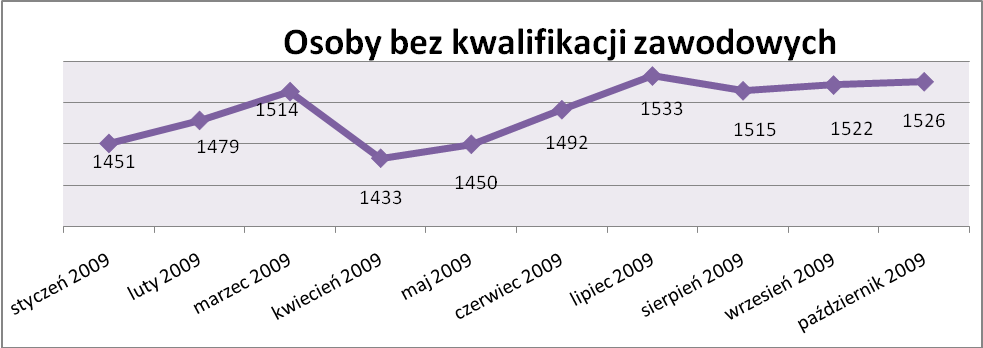 Osoby bez kwalifikacji zawodowych
1451
1479
1514
1433
1450
1492
1533
1515
1522
1526
styczeń 2009
luty 2009
marzec 2009
kwiecień 2009
maj 2009
czerwiec 2009
lipiec 2009
sierpień 2009
wrzesień 2009
październik 2009